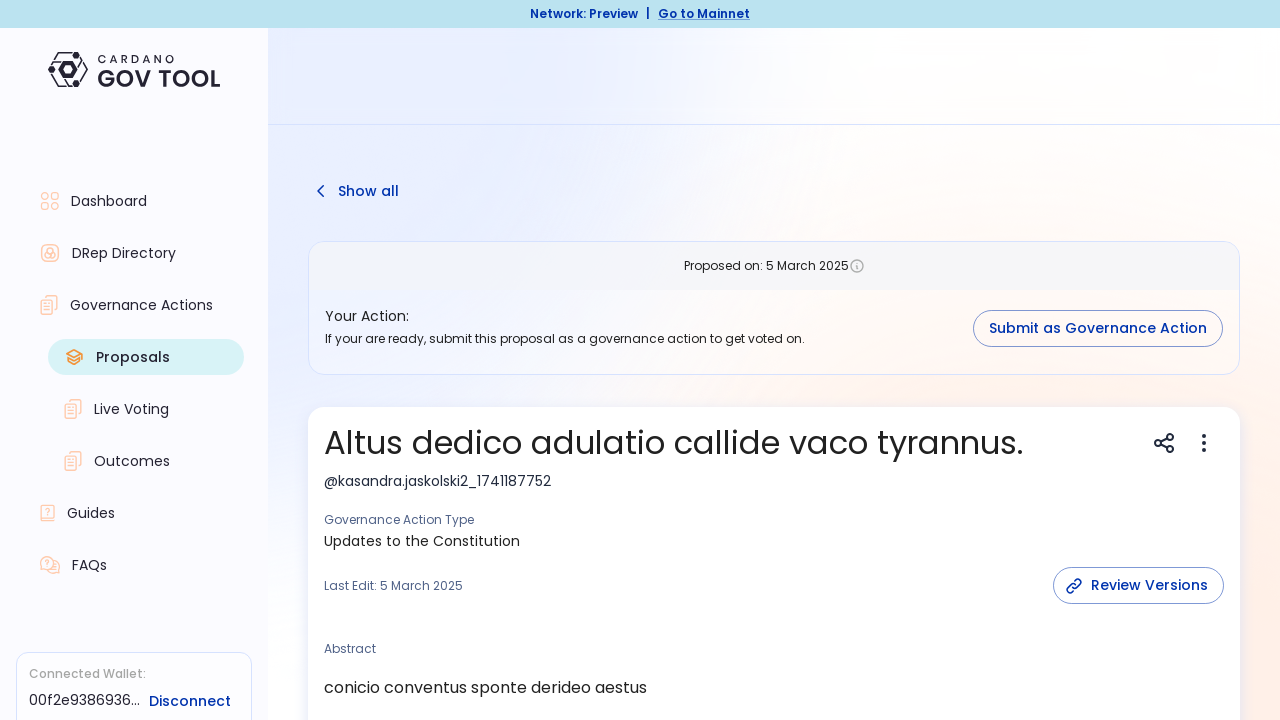 Network: Preview | Go to Mainnet
CARDANO
GOV TOOL
Dashboard
DRep Directory
Governance Actions
Proposals
Live Voting
Outcomes
Guides
FAQs
Connected Wallet:
00f2e9386936... Disconnect
Show all
Proposed on: 5 March 2025
Your Action:
If your are ready, submit this proposal as a governance action to get voted on.
Submit as Governance Action
Altus dedico adulatio callide vaco tyrannus.
@kasandra.jaskolski2_1741187752
Governance Action Type
Updates to the Constitution
Last Edit: 5 March 2025
Review Versions
Abstract
conicio conventus sponte derideo aestus